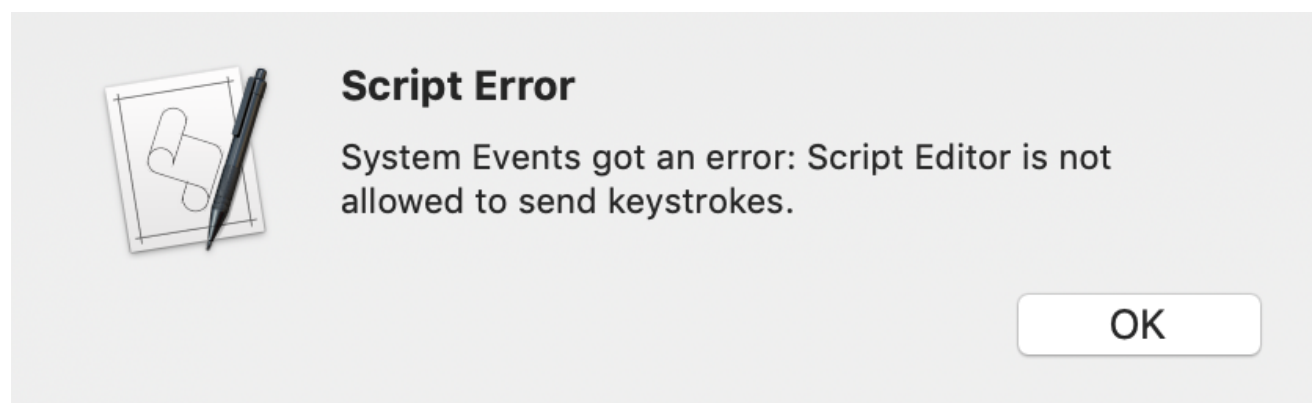 Script Error
System Events got an error: Script Editor is not
allowed to send keystrokes.
OK